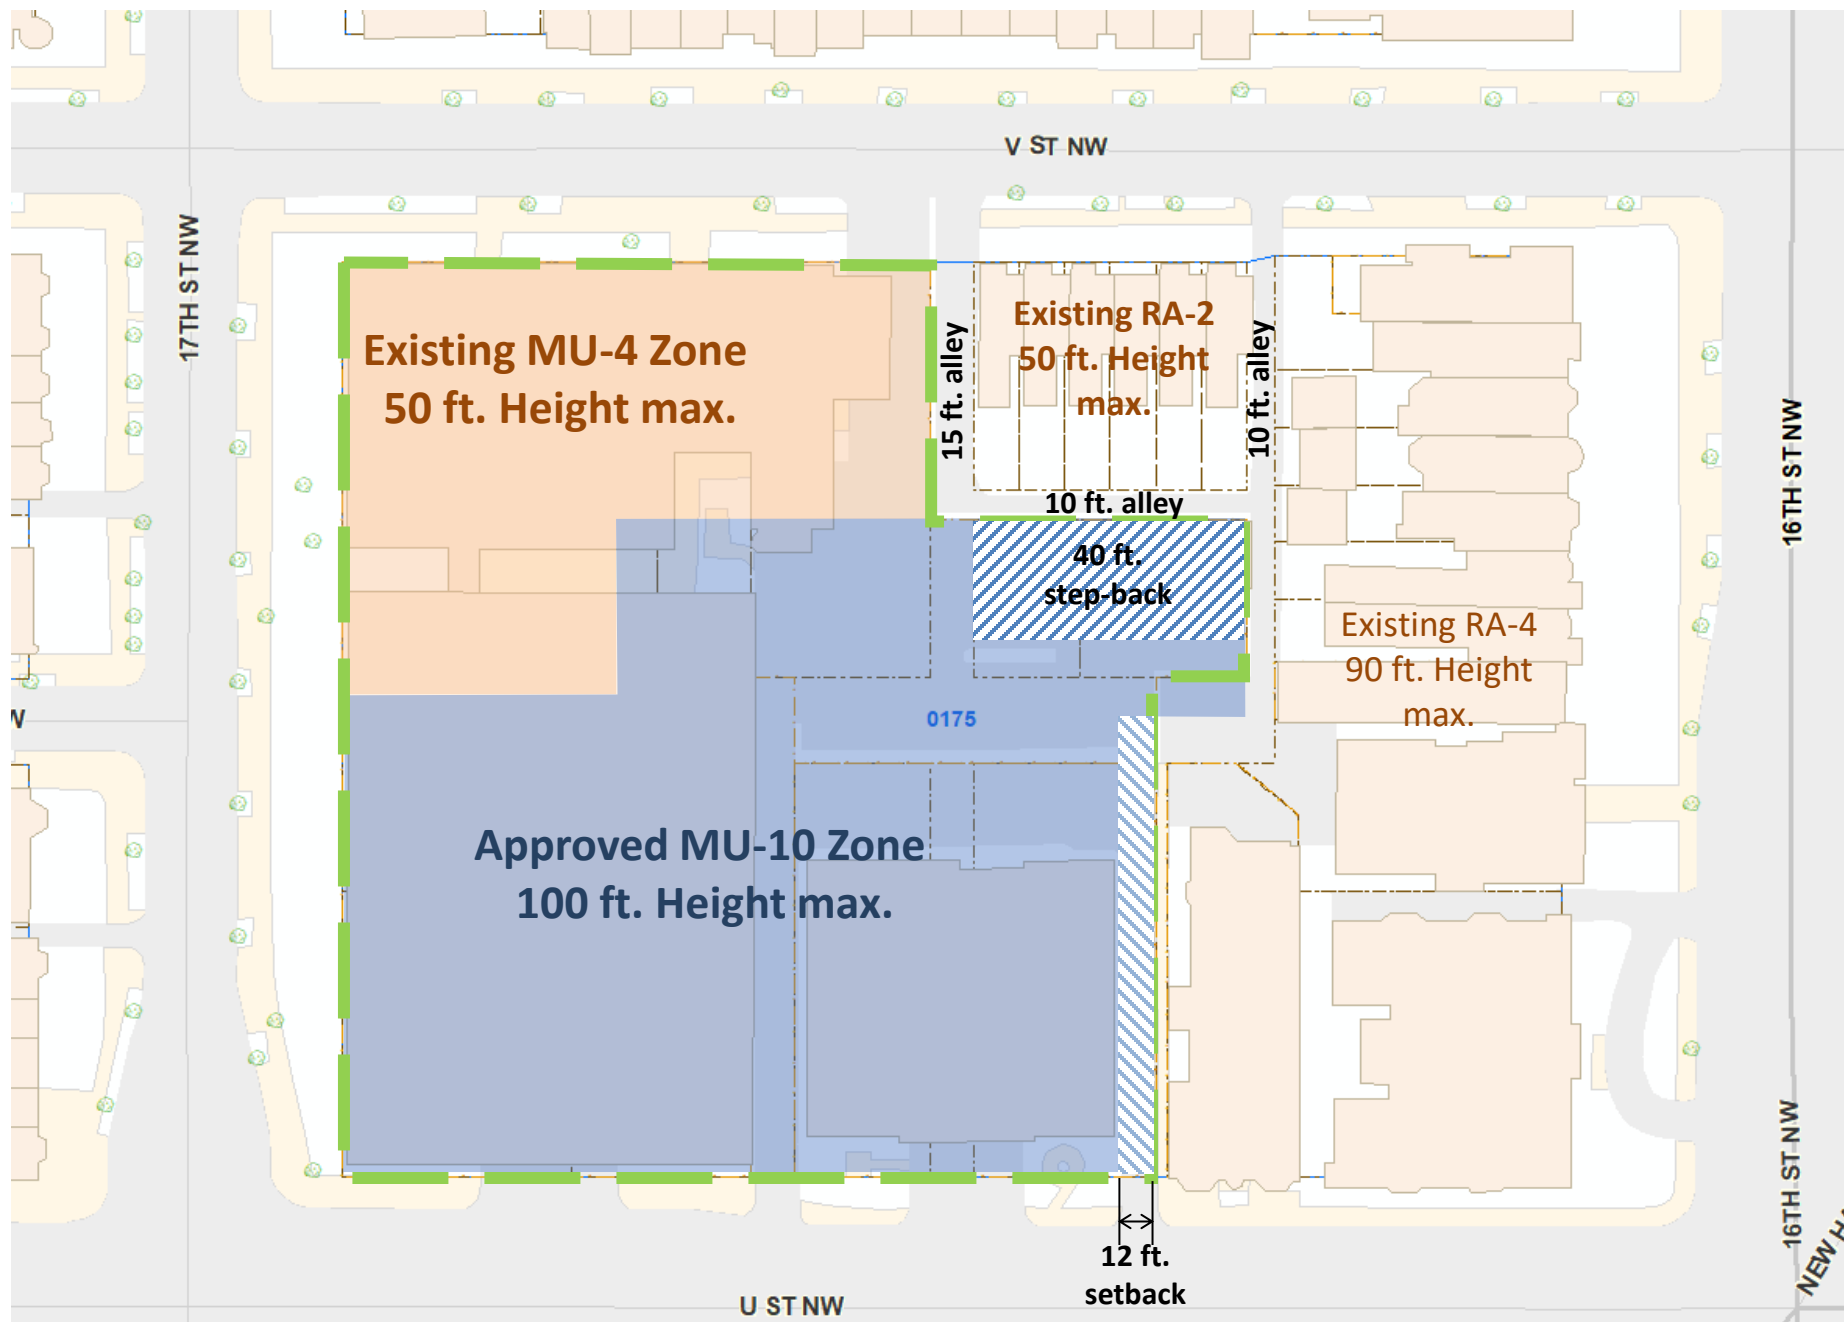 V ST NW
17TH ST NW
Existing MU-4 Zone
50 ft. Height max.
15 ft. alley
Existing RA-2
50 ft. Height
max.
10 ft. alley
10 ft. alley
40 ft.
step-back
16TH ST NW
Existing RA-4
90 ft. Height
max.
W
0175
Approved MU-10 Zone
100 ft. Height max.
16TH ST NW
12 ft.
setback
U ST NW
NEW HA